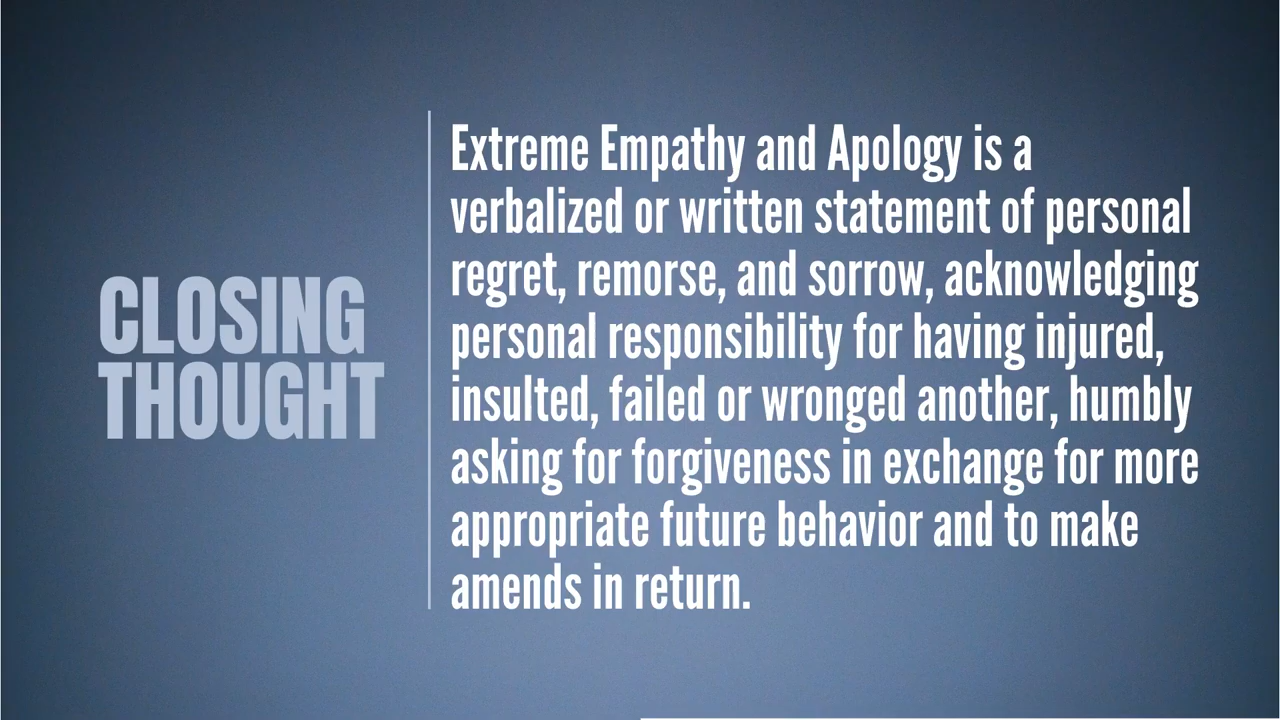 CLOSING
THOUGHT
Extreme Empathy and Apology is a
verbalized or written statement of personal
regret, remorse, and sorrow, acknowledging
personal responsibility for having injured,
insulted, failed or wronged another, humbly
asking for forgiveness in exchange for more
appropriate future behavior and to make
amends in return.